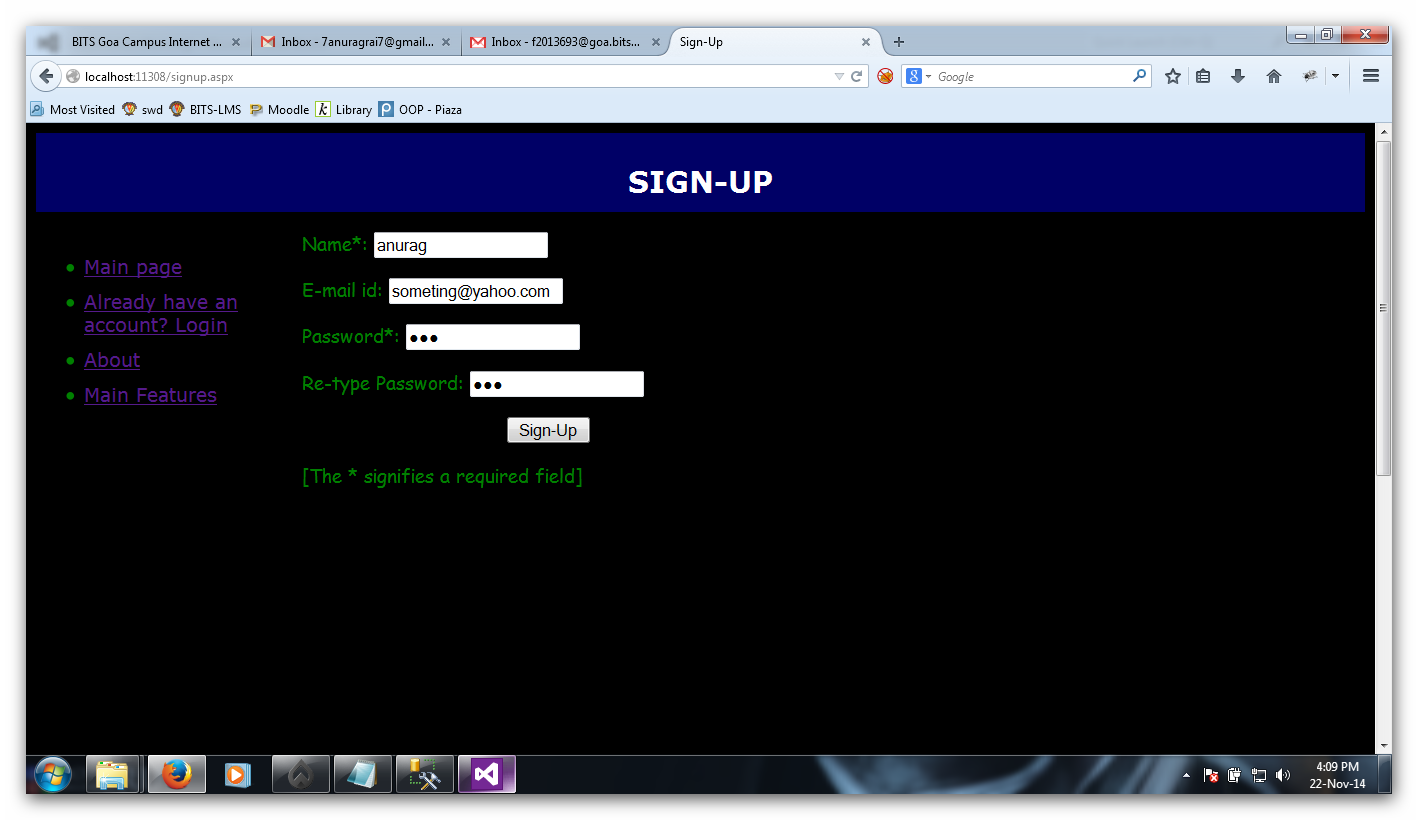 BITS Goa Campus Internet ...
Inbox - 7anuragrai7@gmail...
Inbox - f2013693@goa.bits...
Sign-Up
localhost:11308/signup.aspx
Google
Most Visited swd BITS-LMS Moodle Library OOP - Piaza
SIGN-UP
Main page
Already have an
account? Login
About
Main Features
Name*: anurag
E-mail id: someting@yahoo.com
Password*: ●●●
Re-type Password: ●●●
Sign-Up
[The * signifies a required field]
4:09 PM
22-Nov-14